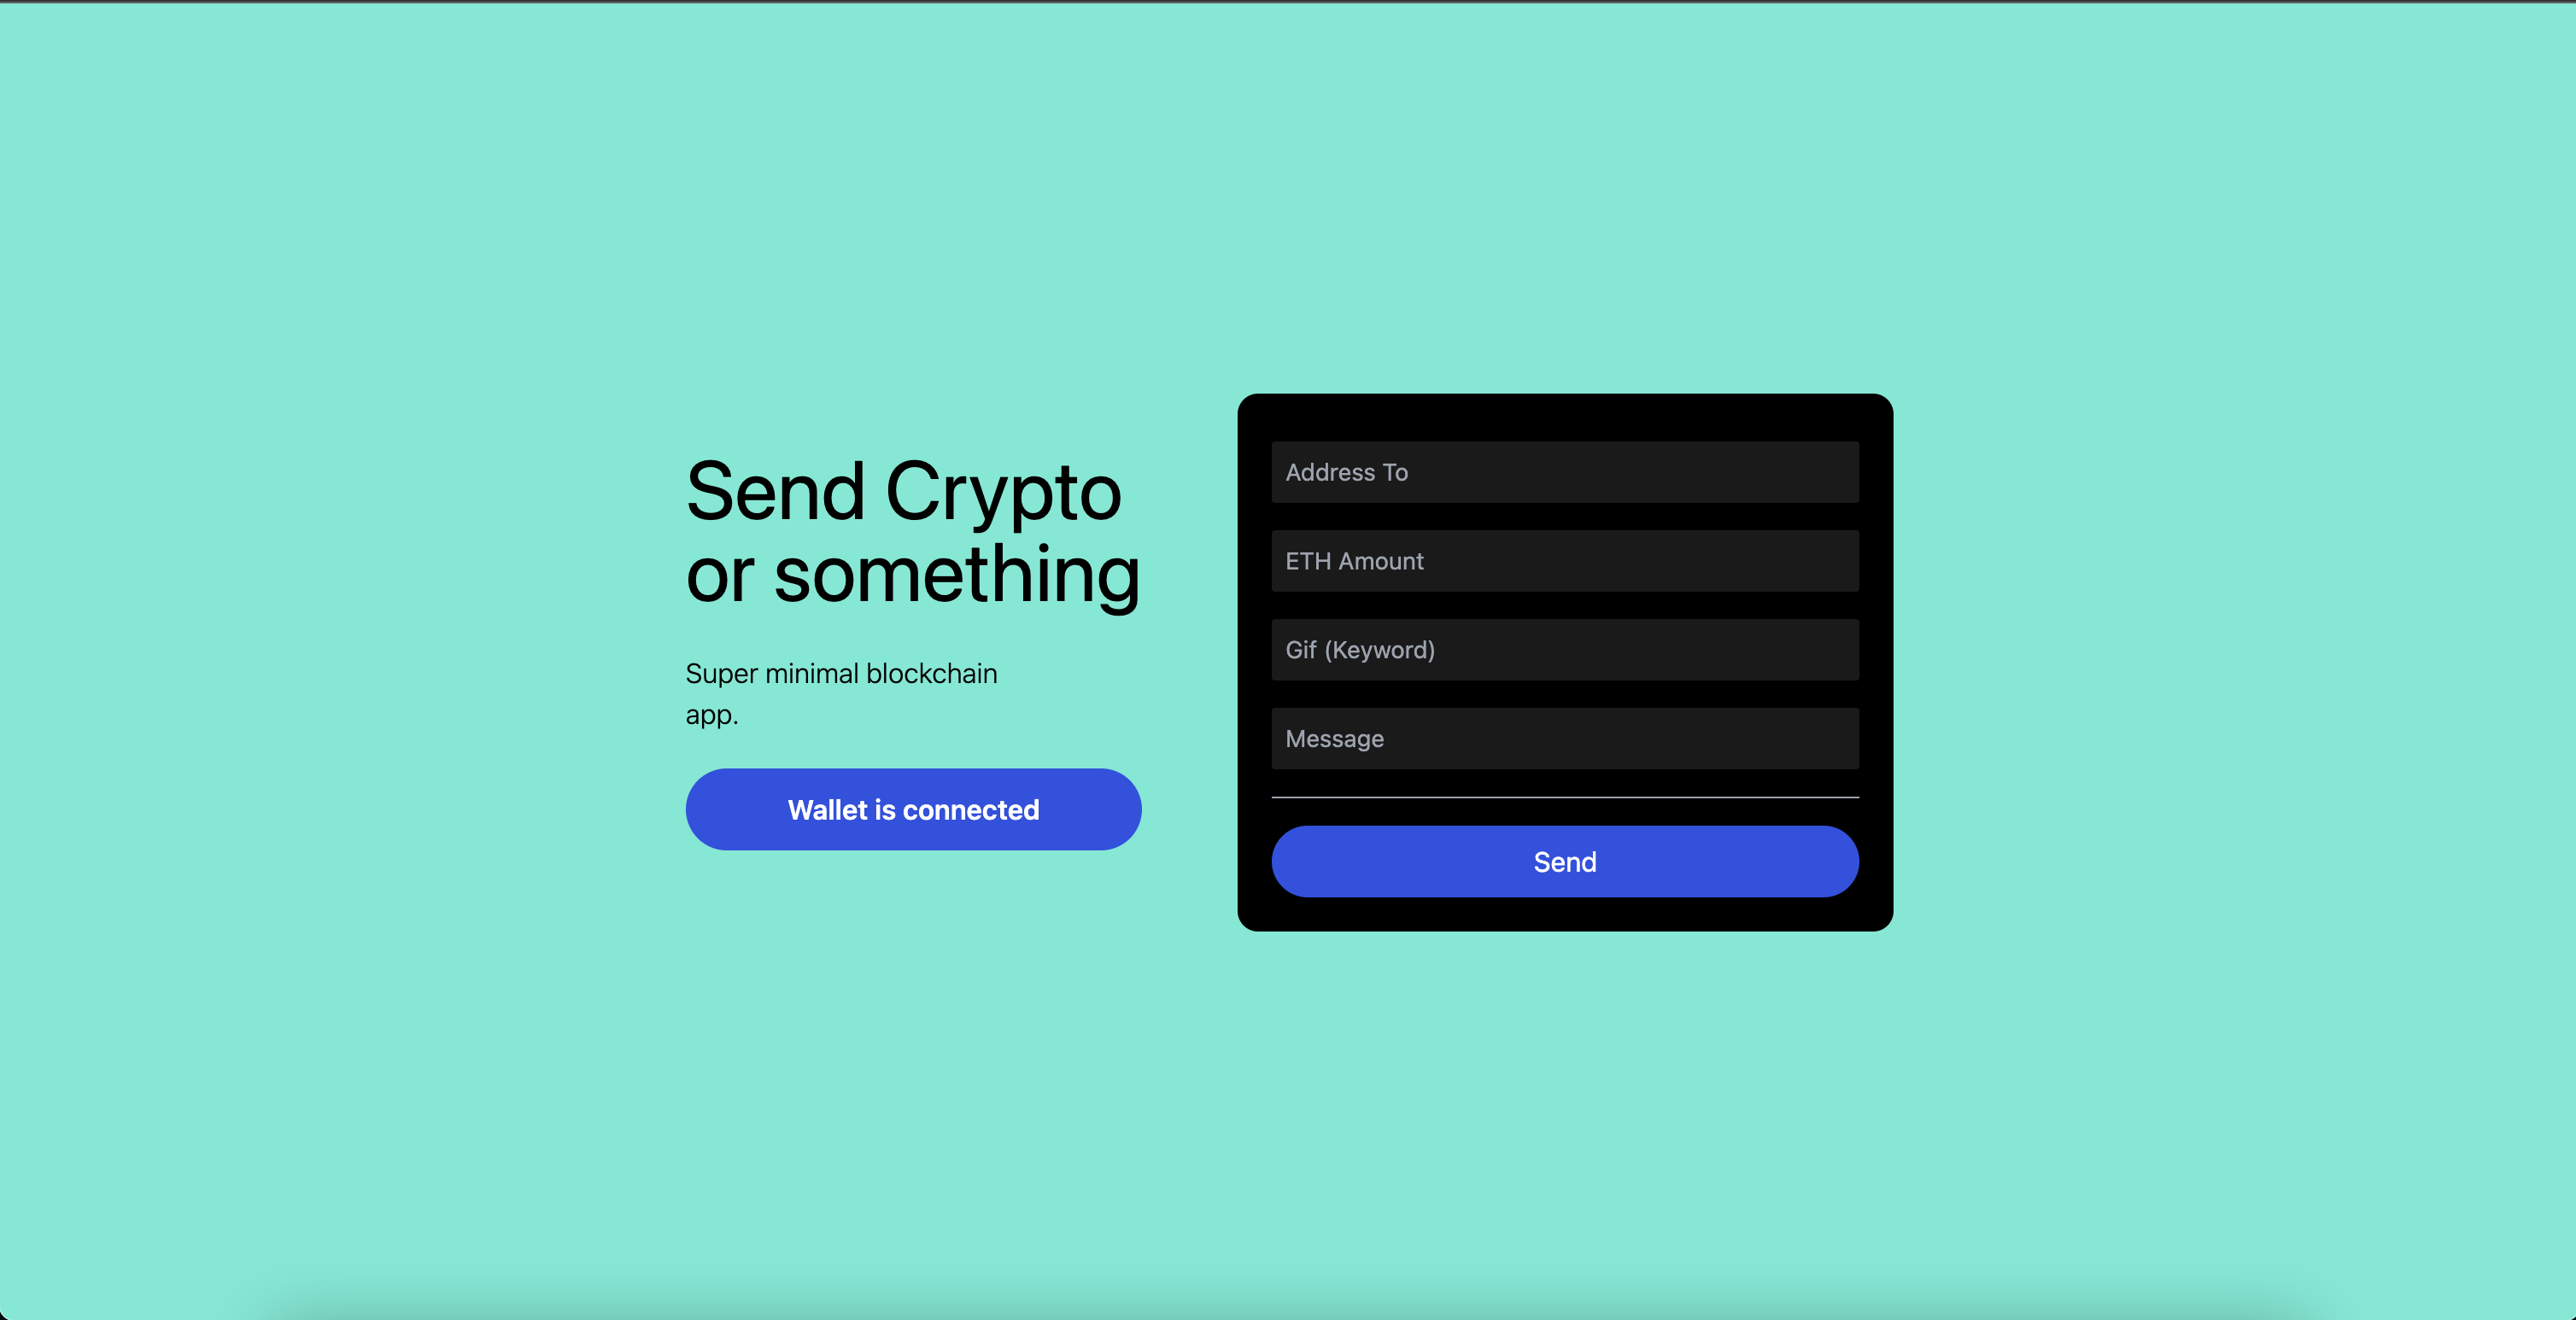 Send Crypto
or something
Super minimal blockchain
app.
Wallet is connected
Address To
ETH Amount
Gif (Keyword)
Message
Send